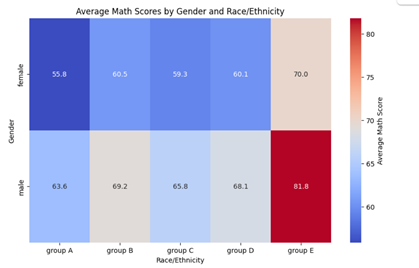 Average Math Scores by Gender and Race/Ethnicity
female
55.8 60.5 59.3 60.1 70.0
Gender
male
63.6 69.2 65.8 68.1 81.8
group A group B group C group D group E
Race/Ethnicity
80
75
70
65
60
Average Math Score